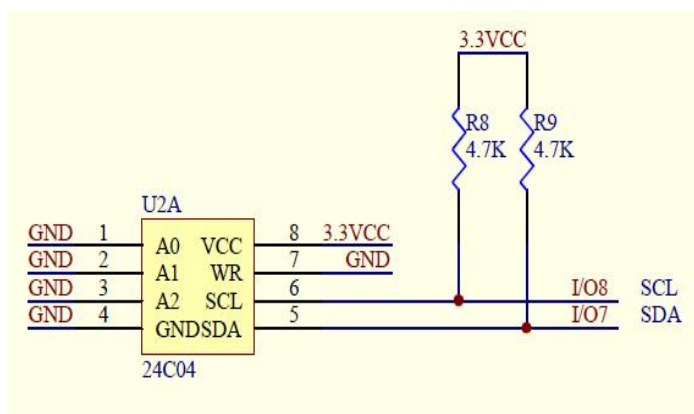 3.3VCC
R8 R9
4.7K 4.7K
U2A
GND 1 A0 VCC 8 3.3VCC
GND 2 A1 WR 7 GND
GND 3 A2 SCL 6 I/O8 SCL
GND 4 GNDSDA 5 I/O7 SDA
24C04